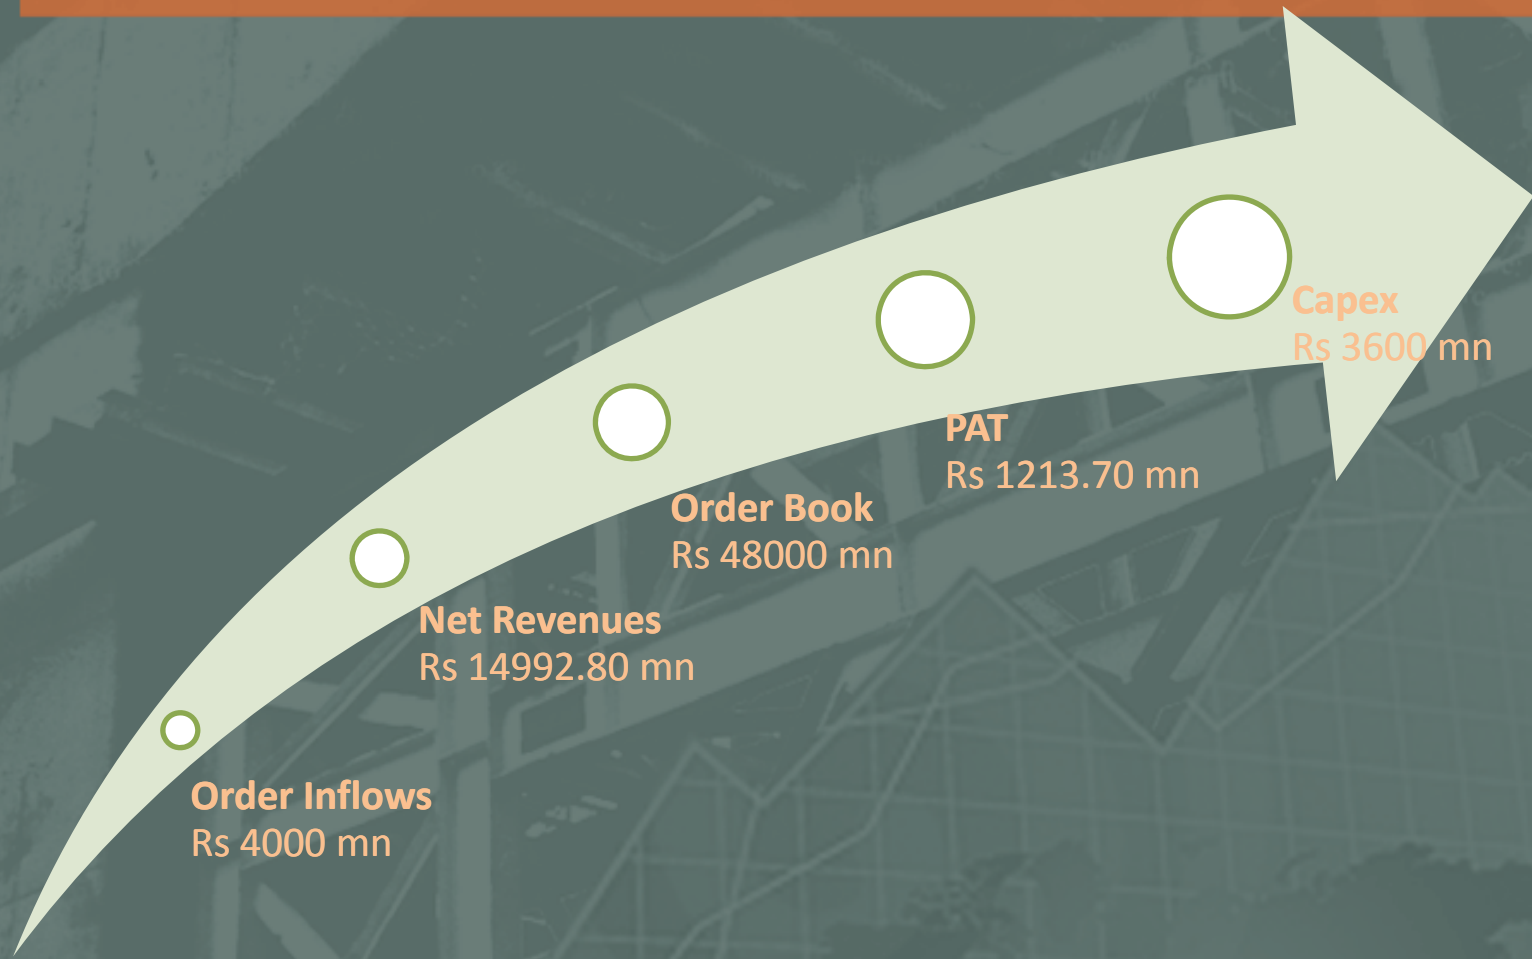 Capex
Rs 3600 mn
PAT
Rs 1213.70 mn
Order Book
Rs 48000 mn
Net Revenues
Rs 14992.80 mn
Order Inflows
Rs 4000 mn